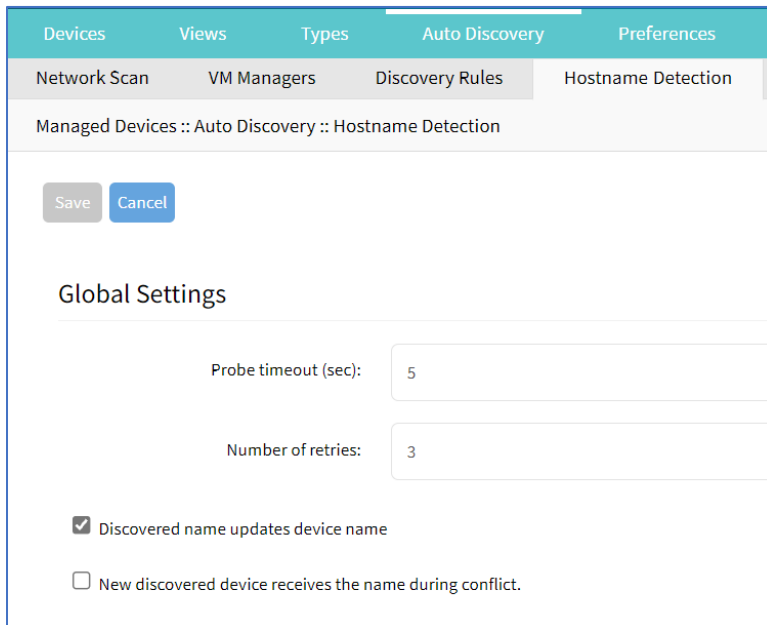 Devices Views Types Auto Discovery Preferences
Network Scan VM Managers Discovery Rules Hostname Detection
Managed Devices :: Auto Discovery :: Hostname Detection
Save Cancel
Global Settings
Probe timeout (sec): 5
Number of retries: 3
Discovered name updates device name
New discovered device receives the name during conflict.